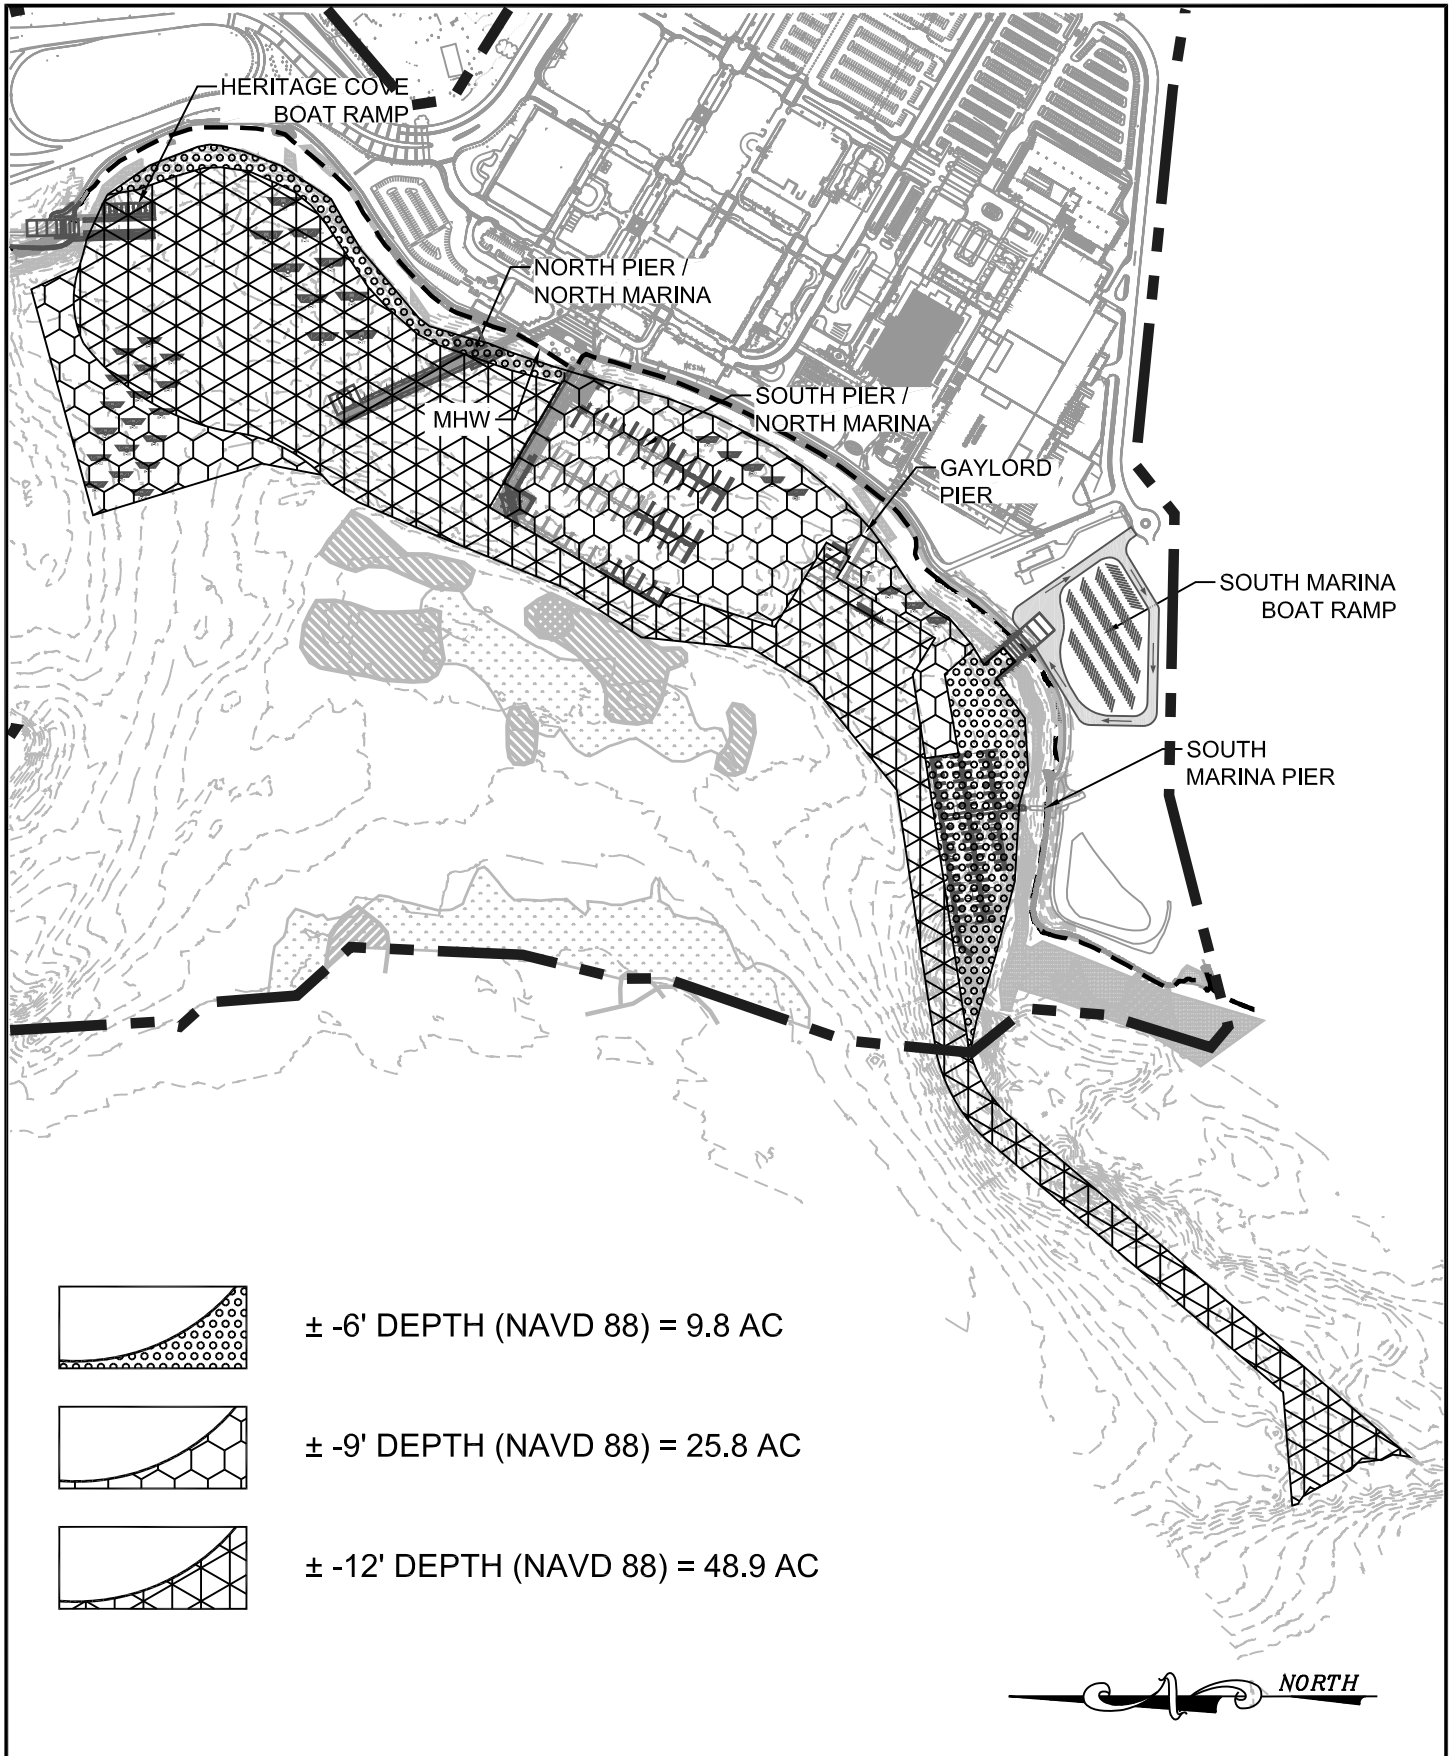 HERITAGE COVE
BOAT RAMP
NORTH PIER /
NORTH MARINA
MHW
SOUTH PIER /
NORTH MARINA
GAYLORD
PIER
SOUTH MARINA
BOAT RAMP
SOUTH
MARINA PIER
± -6' DEPTH (NAVD 88) = 9.8 AC
± -9' DEPTH (NAVD 88) = 25.8 AC
± -12' DEPTH (NAVD 88) = 48.9 AC
NORTH